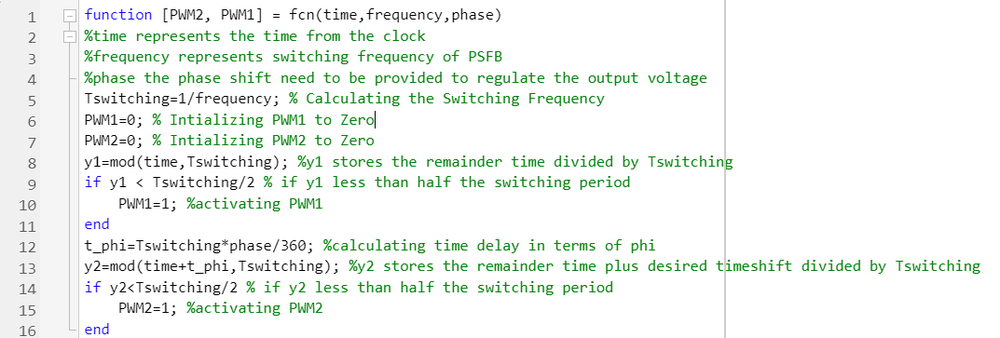 1 function [PWM2, PWM1] = fcn(time,frequency,phase)
2 %time represents the time from the clock
3 %frequency represents switching frequency of PSFB
4 %phase the phase shift need to be provided to regulate the output voltage
5 Tswitching=1/frequency; % Calculating the Switching Frequency
6 PWM1=0; % Intializing PWM1 to Zero
7 PWM2=0; % Intializing PWM2 to Zero
8 y1=mod(time,Tswitching); %y1 stores the remainder time divided by Tswitching
9 if y1 < Tswitching/2 % if y1 less than half the switching period
10 PWM1=1; %activating PWM1
11 end
12 t_phi=Tswitching*phase/360; %calculating time delay in terms of phi
13 y2=mod(time+t_phi,Tswitching); %y2 stores the remainder time plus desired timeshift divided by Tswitching
14 if y2<Tswitching/2 % if y2 less than half the switching period
15 PWM2=1; %activating PWM2
16 end